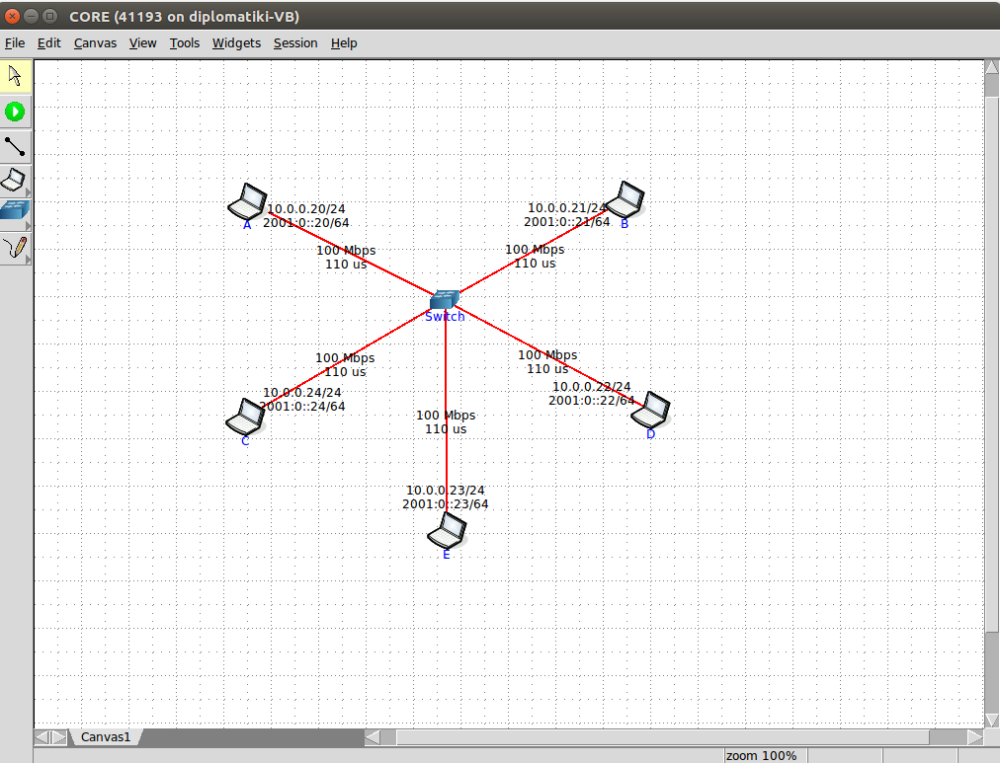 CORE (41193 on diplomatiki-VB)
File Edit Canvas View Tools Widgets Session Help
10.0.0.20/24
2001:0::20/64
A
10.0.0.21/24
2001:0::21/64
B
100 Mbps
110 us
100 Mbps
110 us
Switch
100 Mbps
110 us
100 Mbps
110 us
10.0.0.24/24
2001:0::24/64
C
10.0.0.22/24
2001:0::22/64
D
100 Mbps
110 us
10.0.0.23/24
2001:0::23/64
E
Canvas1
zoom 100%